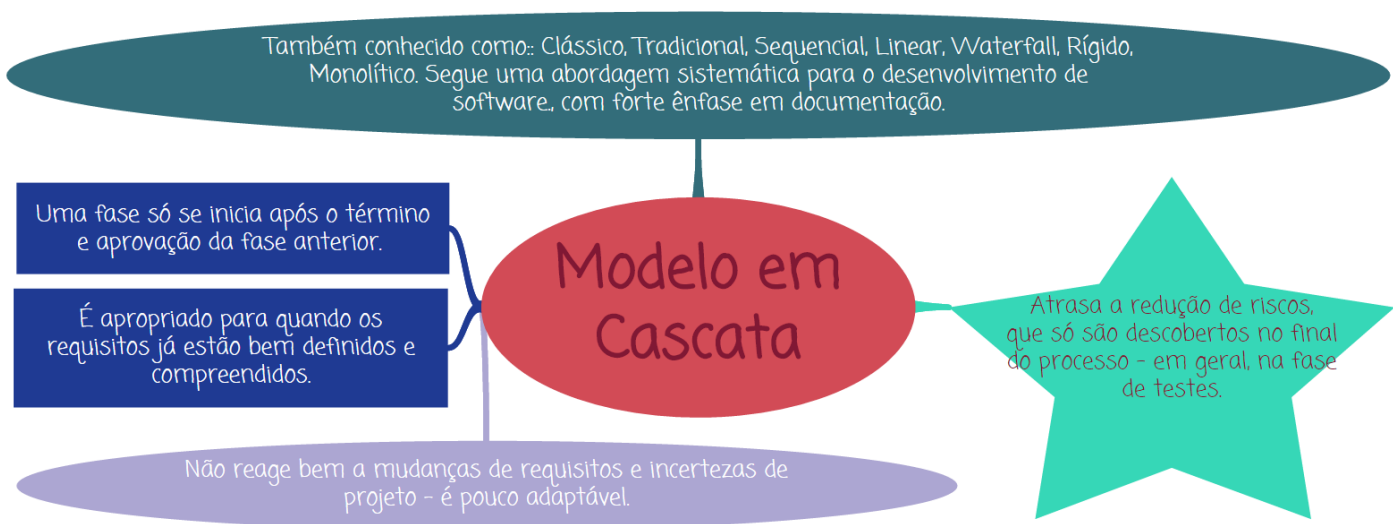 Também conhecido como:: Clássico, Tradicional, Sequencial, Linear, Waterfall, Rígido,
Monolítico. Segue uma abordagem sistemática para o desenvolvimento de
software., com forte ênfase em documentação.
Uma fase só se inicia após o término
e aprovação da fase anterior.
É apropriado para quando os
requisitos já estão bem definidos e
compreendidos.
Modelo em
Cascata
Atrasa a redução de riscos,
que só são descobertos no final
do processo - em geral, na fase
de testes.
Não reage bem a mudanças de requisitos e incertezas de
projeto - é pouco adaptável.